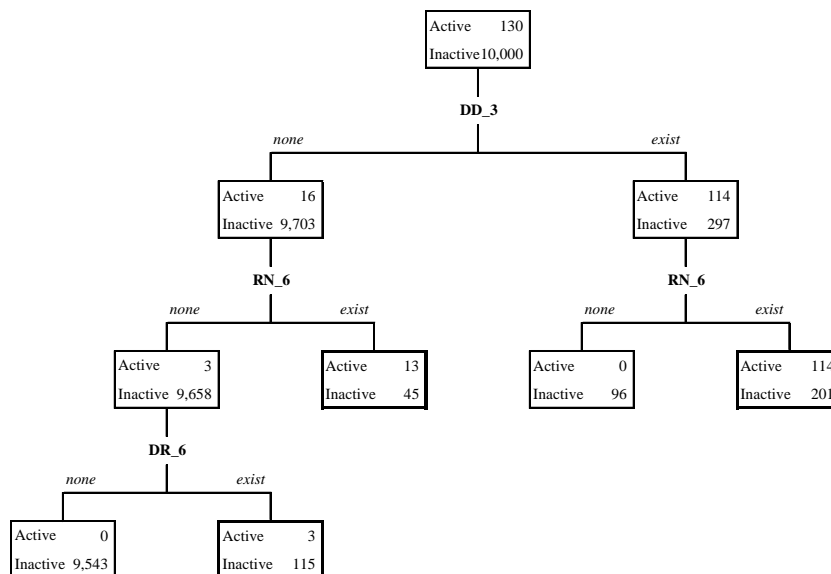 Active 130
Inactive 10,000
DD_3
none exist
Active 16 Active 114
Inactive 9,703 Inactive 297
RN_6 RN_6
none exist none exist
Active 3 Active 13 Active 0 Active 114
Inactive 9,658 Inactive 45 Inactive 96 Inactive 201
DR_6
none exist
Active 0 Active 3
Inactive 9,543 Inactive 115